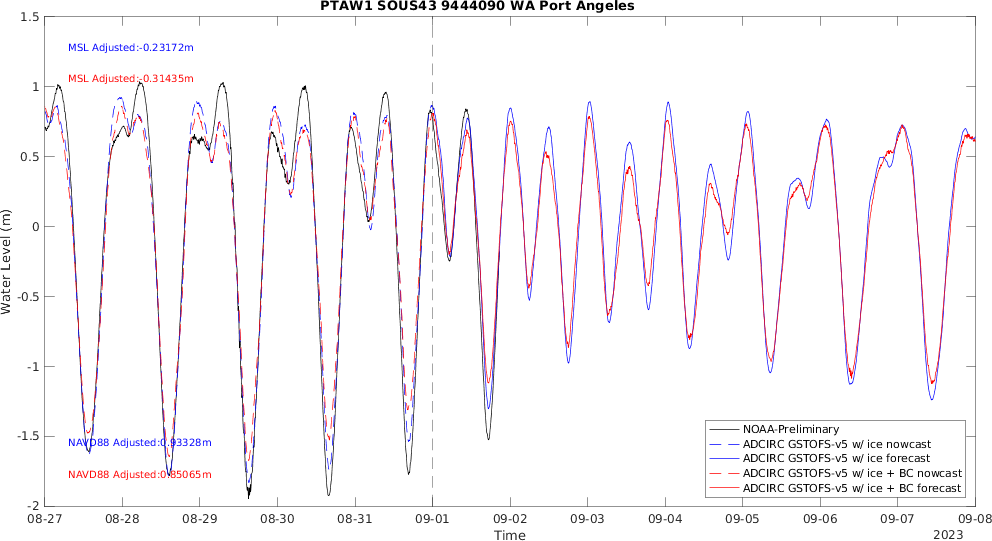 PTAW1 SOUS43 9444090 WA Port Angeles
1.5
1
0.5
0
-0.5
-1
-1.5
-2
Water Level (m)
MSL Adjusted:-0.23172m
MSL Adjusted:-0.31435m
NAVD88 Adjusted:0.93328m
NAVD88 Adjusted:0.85065m
NOAA-Preliminary
ADCIRC GSTOFS-v5 w/ ice nowcast
ADCIRC GSTOFS-v5 w/ ice forecast
ADCIRC GSTOFS-v5 w/ ice + BC nowcast
ADCIRC GSTOFS-v5 w/ ice + BC forecast
08-27 08-28 08-29 08-30 08-31 09-01 09-02 09-03 09-04 09-05 09-06 09-07 09-08
Time
2023